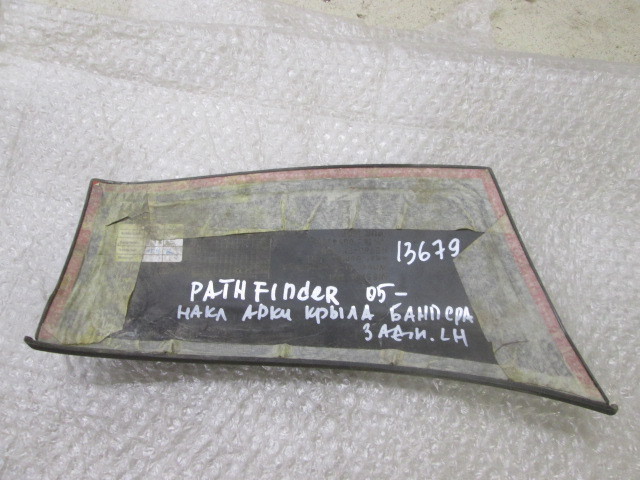 13679
PATHFINDER 05-
НАКЛ АРКИ КРЫЛА БАМПЕРА
ЗАДН. LH